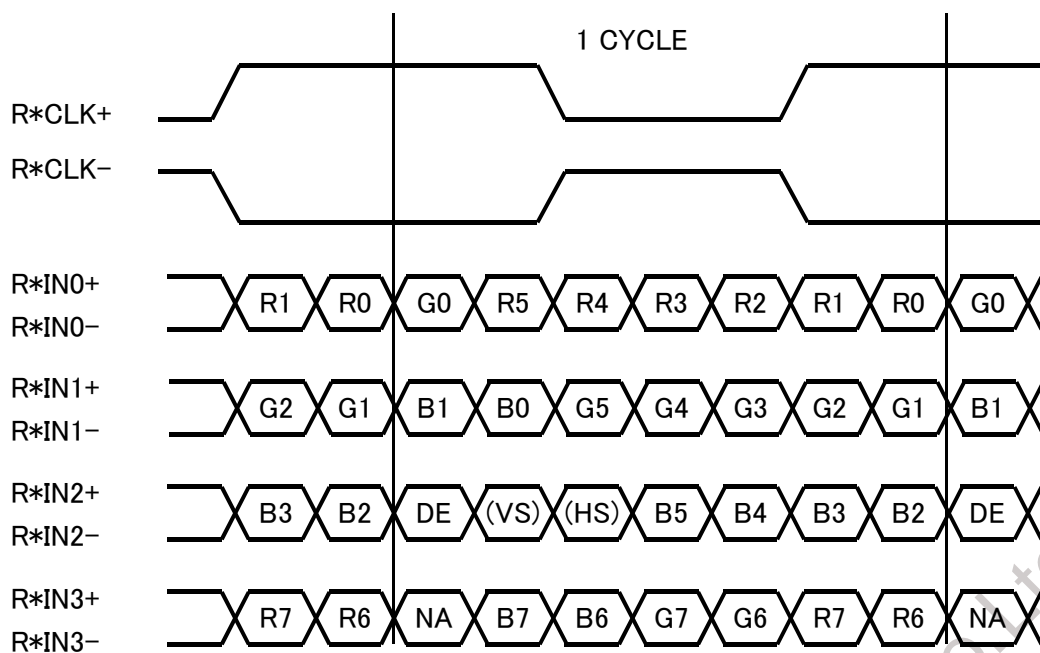 1 CYCLE
R*CLK+
R*CLK-
R*IN0+
R1 R0 G0 R5 R4 R3 R2 R1 R0 G0
R*IN0-
R*IN1+
G2 G1 B1 B0 G5 G4 G3 G2 G1 B1
R*IN1-
R*IN2+
B3 B2 DE (VS) (HS) B5 B4 B3 B2 DE
R*IN2-
R*IN3+
R7 R6 NA B7 B6 G7 G6 R7 R6 NA
R*IN3-